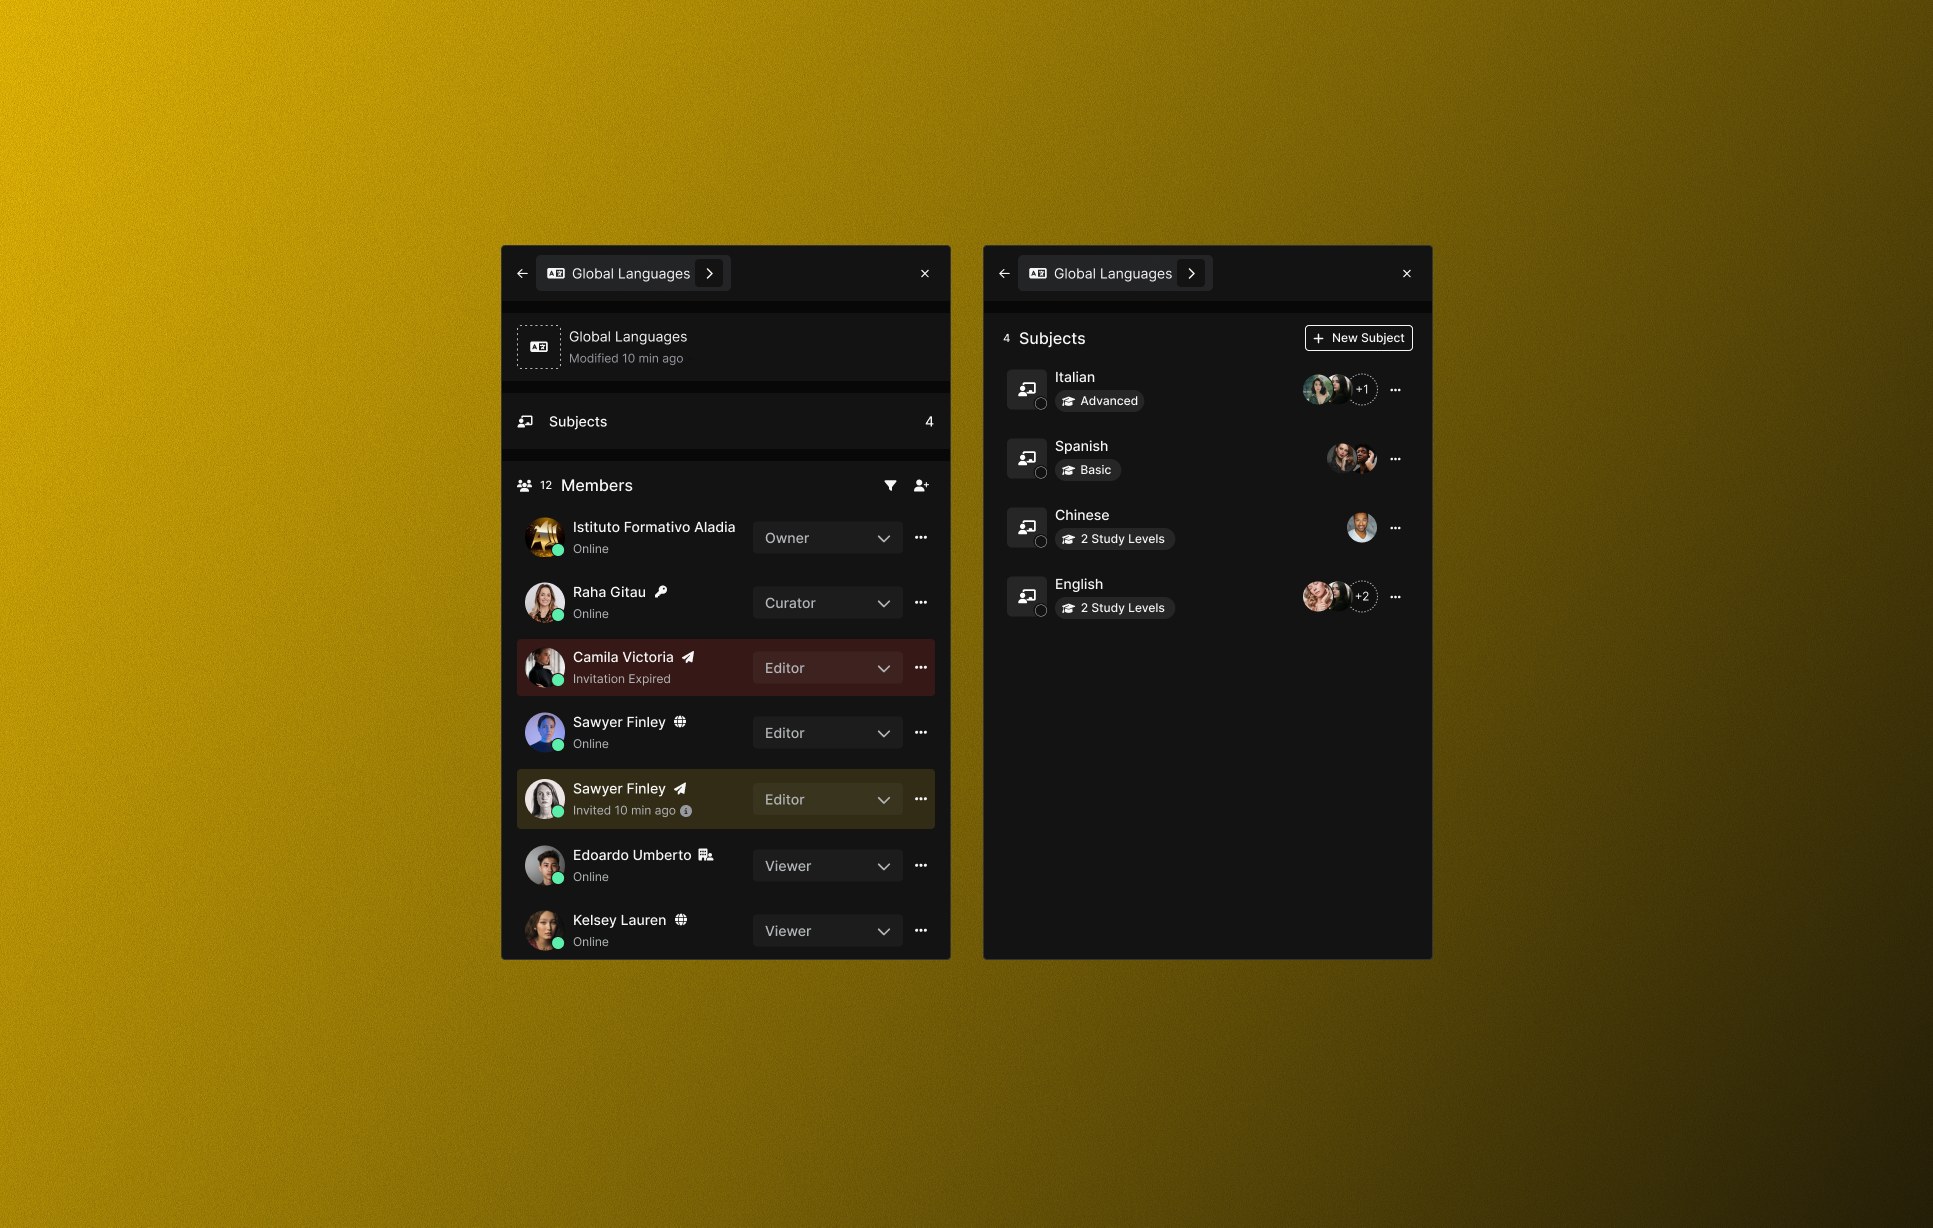 Global Languages
Global Languages
Modified 10 min ago
Subjects 4
12 Members
Istituto Formativo Aladia
Online
Owner
Raha Gitau
Online
Curator
Camila Victoria
Invitation Expired
Editor
Sawyer Finley
Online
Editor
Sawyer Finley
Invited 10 min ago
Editor
Edoardo Umberto
Online
Viewer
Kelsey Lauren
Online
Viewer
Global Languages
4 Subjects
New Subject
Italian
Advanced
+1
Spanish
Basic
Chinese
2 Study Levels
English
2 Study Levels
+2